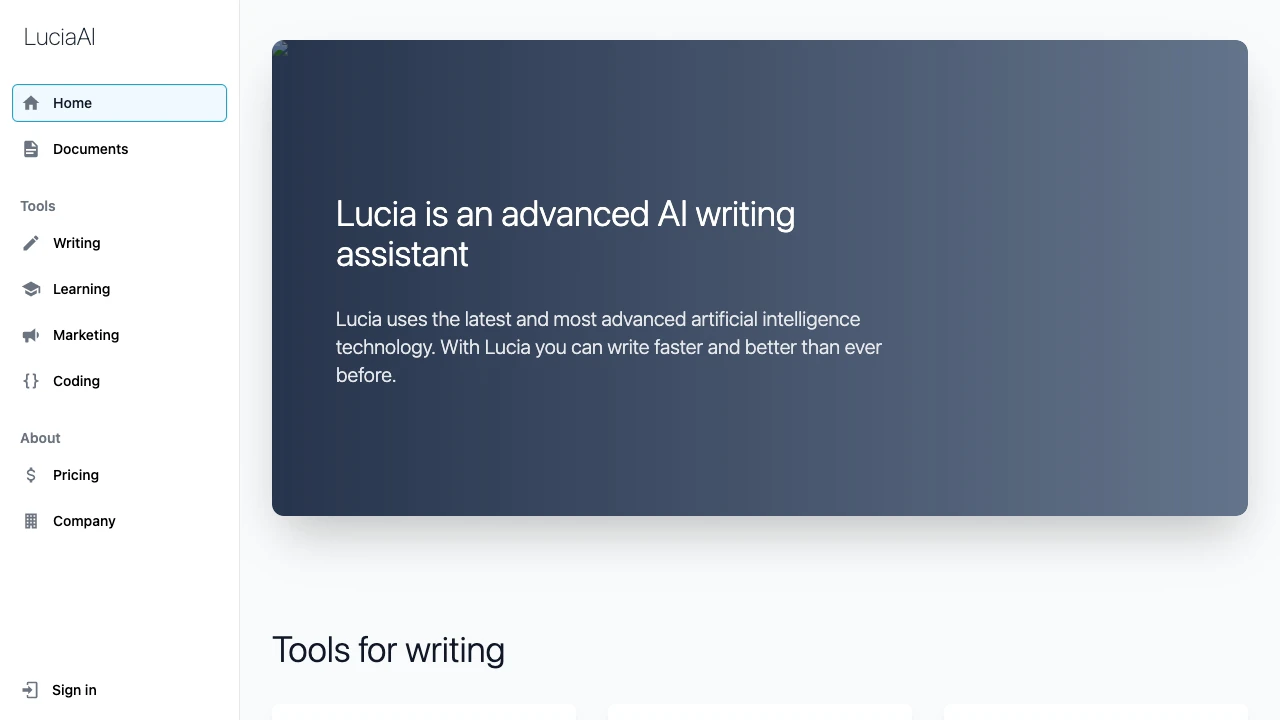 LuciaAI
Home
Documents
Tools
Writing
Learning
Marketing
Coding
About
Pricing
Company
Sign in
Lucia is an advanced AI writing
assistant
Lucia uses the latest and most advanced artificial intelligence
technology. With Lucia you can write faster and better than ever
before.
Tools for writing